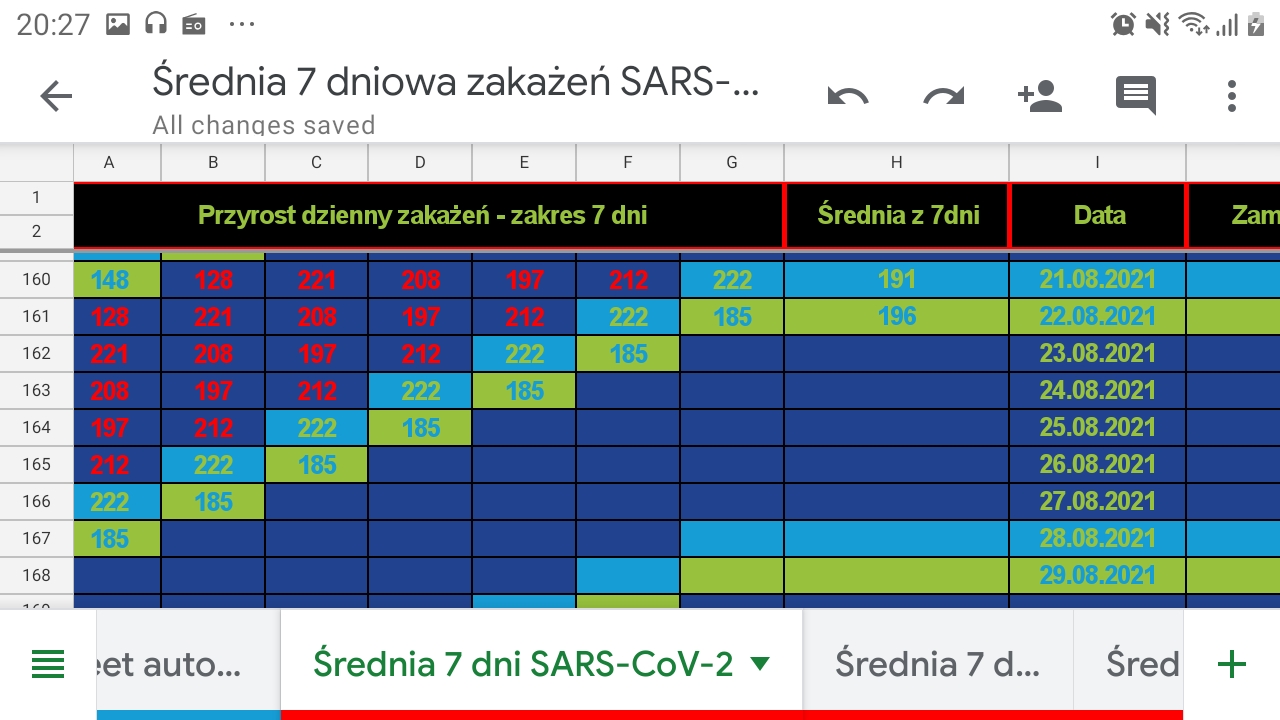 20:27
Średnia 7 dniowa zakażeń SARS-...
All changes saved
A B C D E F G H I
1 Przyrost dzienny zakażeń - zakres 7 dni Średnia z 7dni Data Zam
2
160 148 128 221 208 197 212 222 191 21.08.2021
161 128 221 208 197 212 222 185 196 22.08.2021
162 221 208 197 212 222 185 23.08.2021
163 208 197 212 222 185 24.08.2021
164 197 212 222 185 25.08.2021
165 212 222 185 26.08.2021
166 222 185 27.08.2021
167 185 28.08.2021
168 29.08.2021
169
eet auto... Średnia 7 dni SARS-CoV-2 Średnia 7 d... Śred